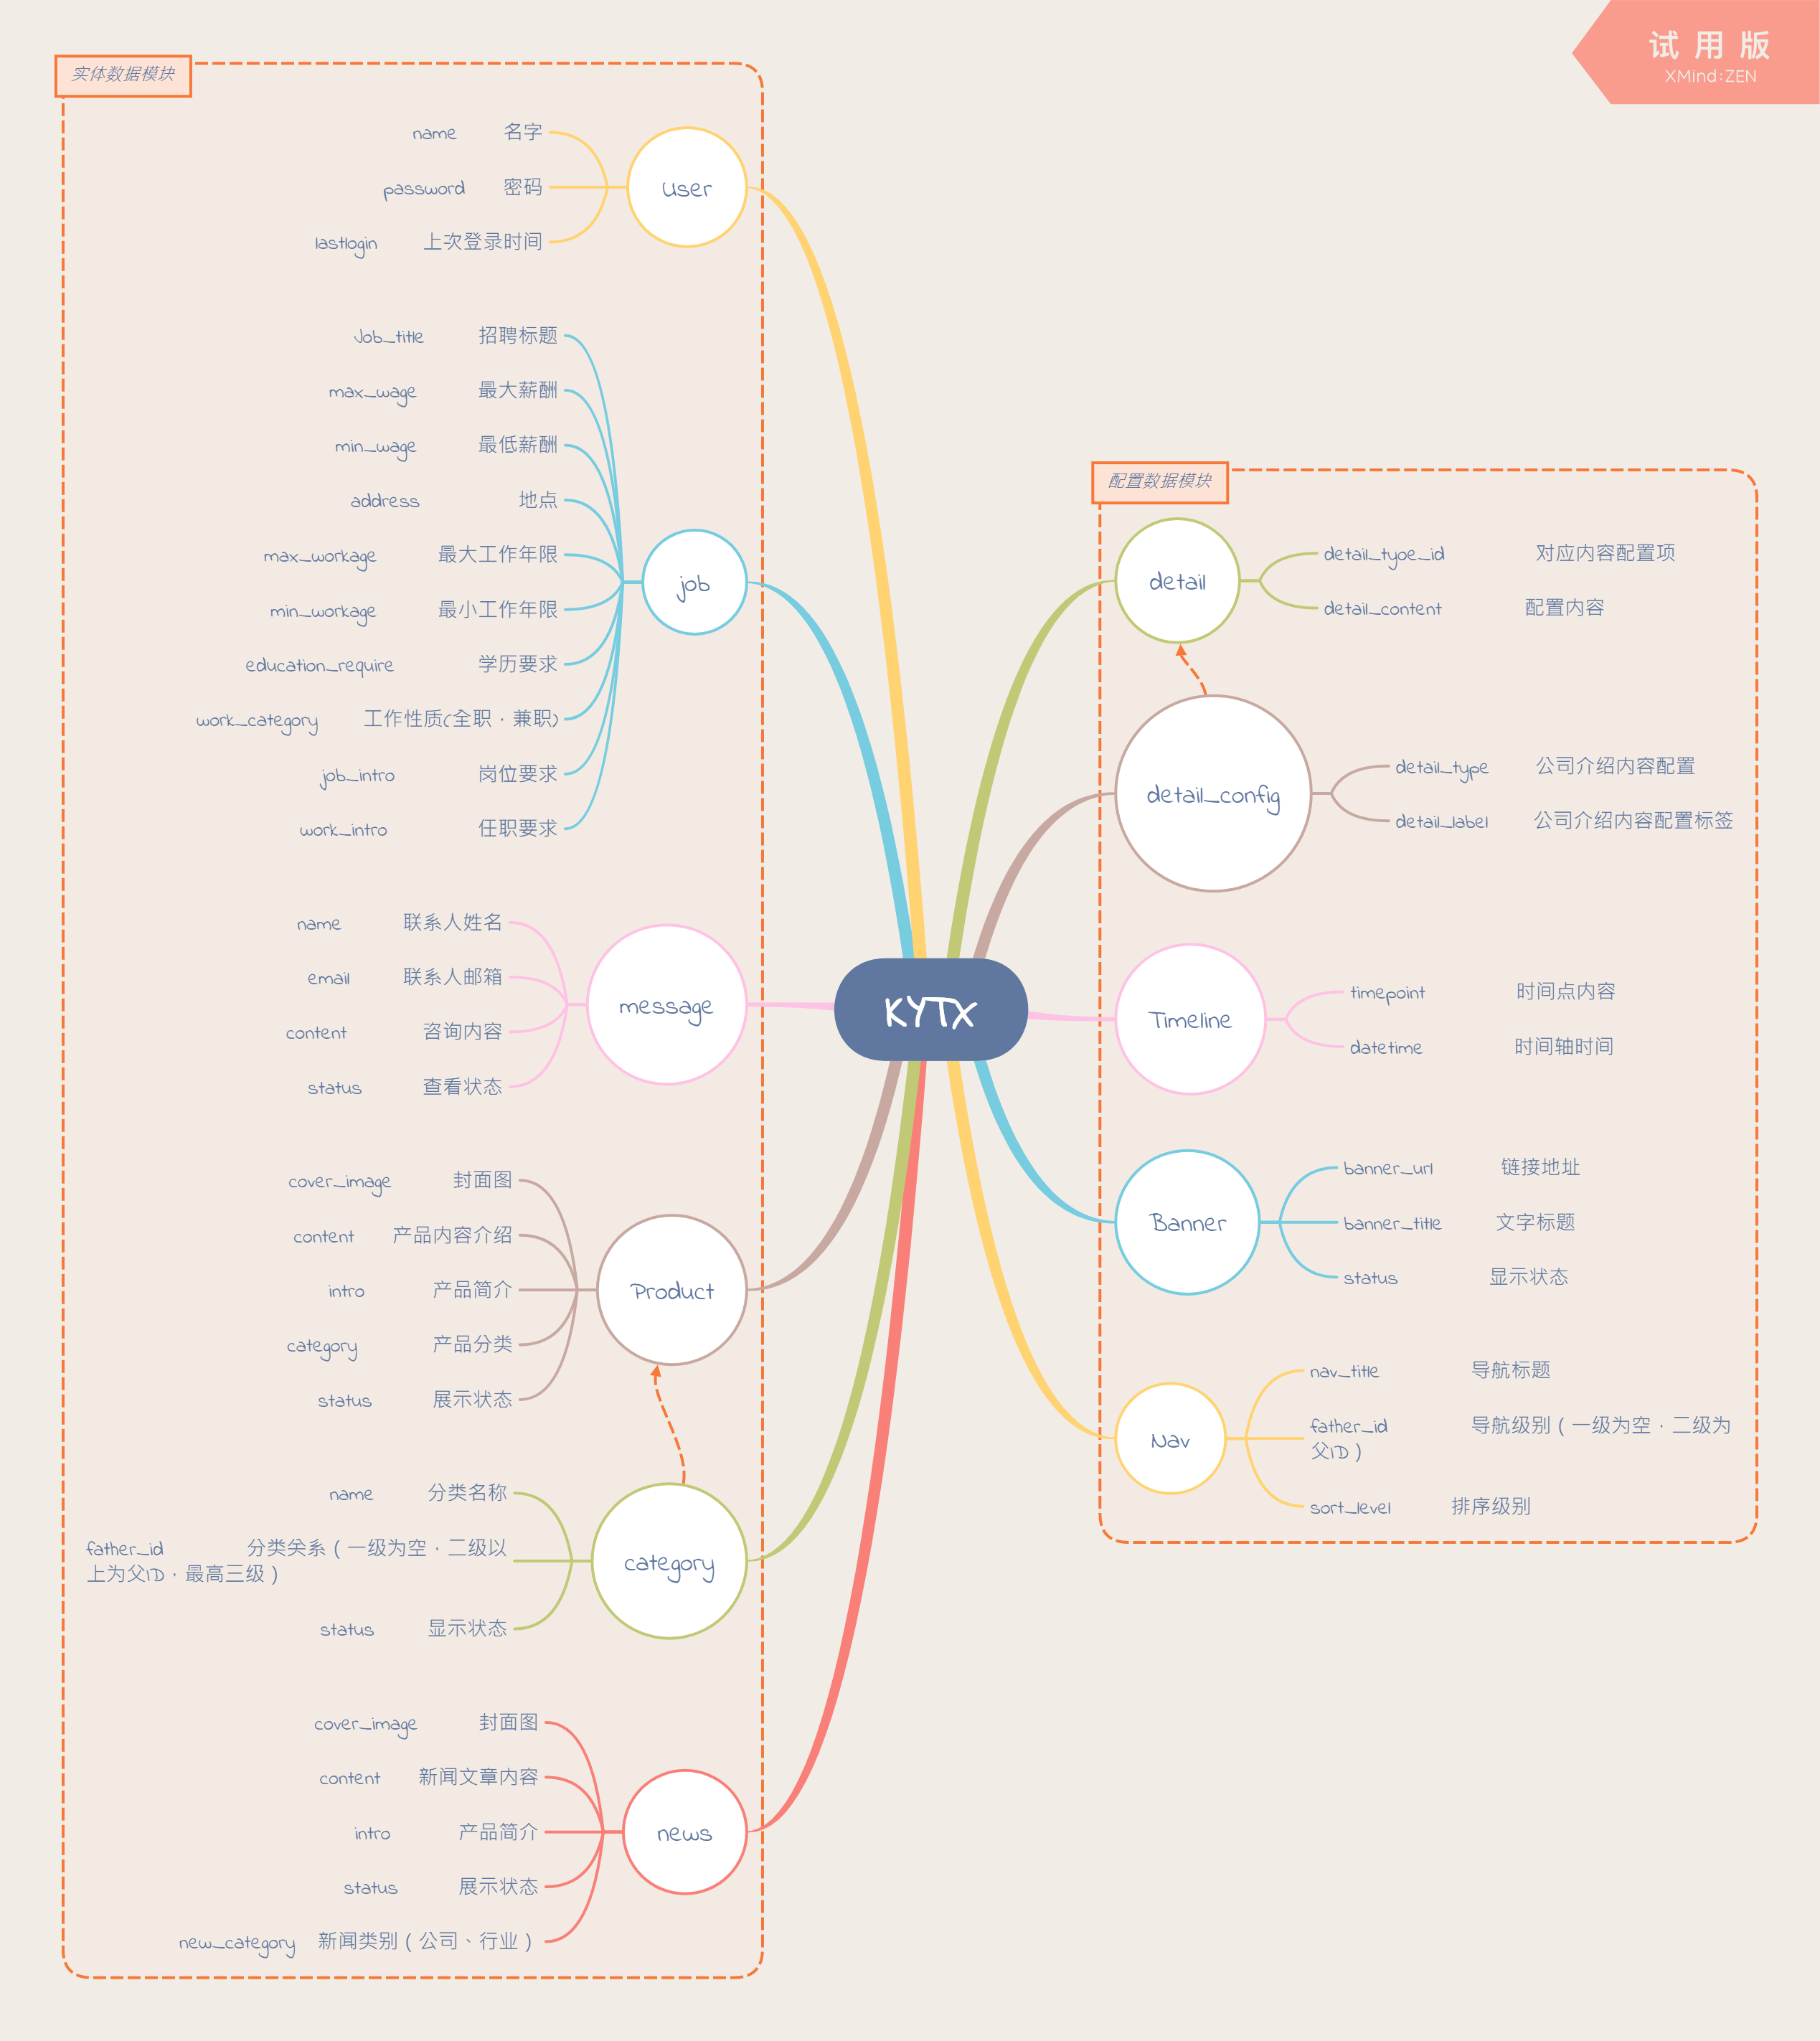 试用版
XMind:ZEN
实体数据模块
User
name 名字
password 密码
lastlogin 上次登录时间
job
Job_title 招聘标题
max_wage 最大薪酬
min_wage 最低薪酬
address 地点
max_workage 最大工作年限
min_workage 最小工作年限
education_require 学历要求
work_category 工作性质(全职，兼职)
job_intro 岗位要求
work_intro 任职要求
message
name 联系人姓名
email 联系人邮箱
content 咨询内容
status 查看状态
Product
cover_image 封面图
content 产品内容介绍
intro 产品简介
category 产品分类
status 展示状态
category
name 分类名称
father_id 分类关系（一级为空，二级以
上为父ID，最高三级）
status 显示状态
news
cover_image 封面图
content 新闻文章内容
intro 产品简介
status 展示状态
new_category 新闻类别（公司、行业）
KYTX
配置数据模块
detail
detail_tyoe_id 对应内容配置项
detail_content 配置内容
detail_config
detail_type 公司介绍内容配置
detail_label 公司介绍内容配置标签
Timeline
timepoint 时间点内容
datetime 时间轴时间
Banner
banner_url 链接地址
banner_title 文字标题
status 显示状态
Nav
nav_title 导航标题
father_id 导航级别（一级为空，二级为
父ID）
sort_level 排序级别